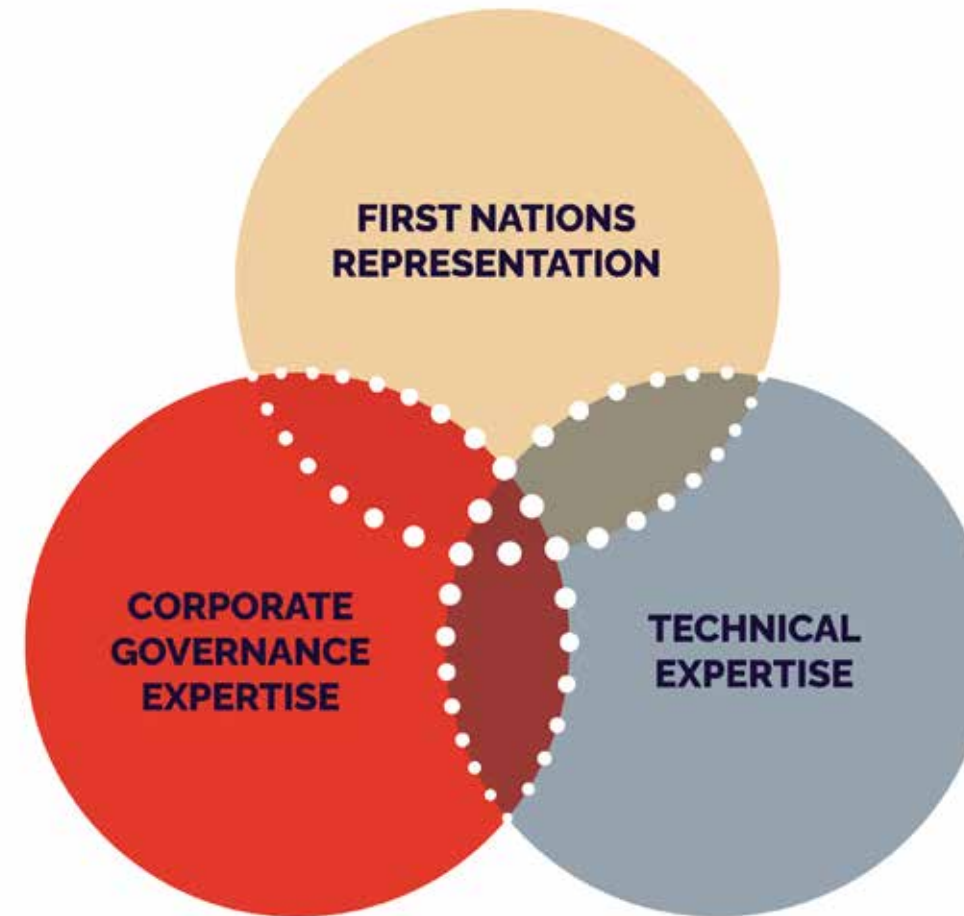 FIRST NATIONS
REPRESENTATION
CORPORATE
GOVERNANCE
EXPERTISE
TECHNICAL
EXPERTISE